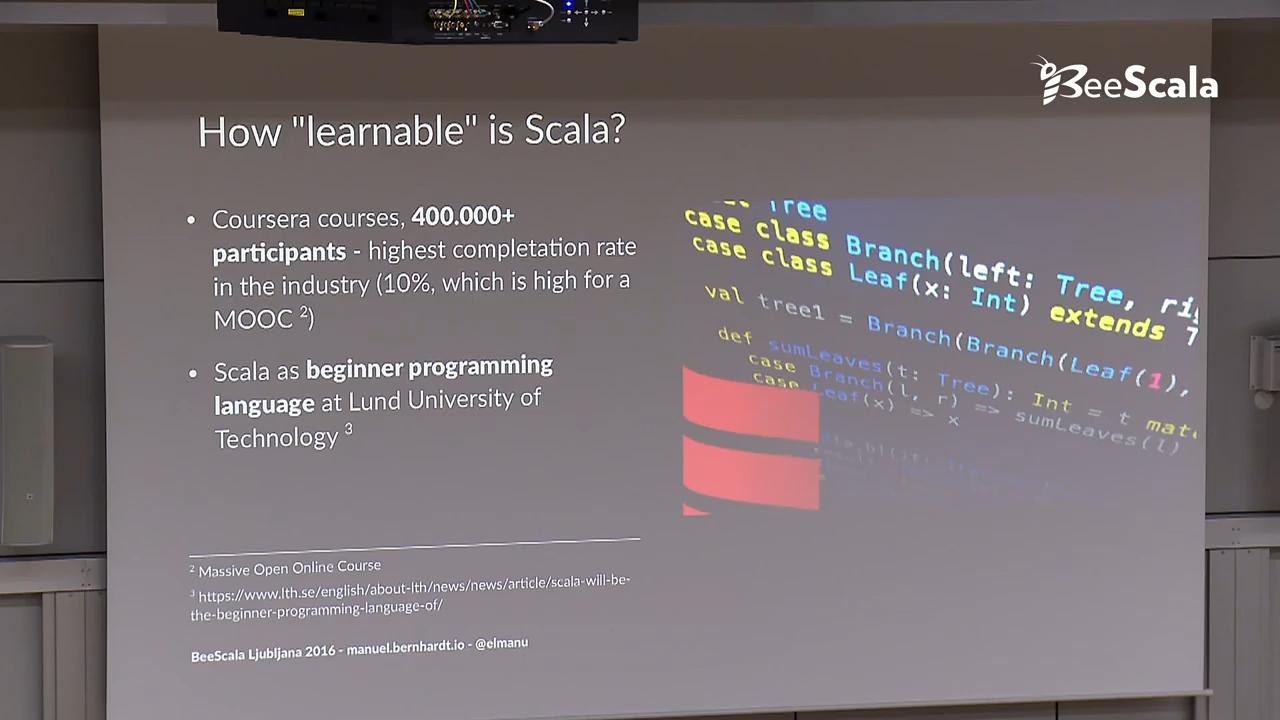 BeeScala
How "learnable" is Scala?
• Coursera courses, 400.000+
participants - highest completation rate
in the industry (10%, which is high for a
MOOC ²)
• Scala as beginner programming
language at Lund University of
Technology ³
² Massive Open Online Course
³ https://www.lth.se/english/about-lth/news/news/article/scala-will-be-
the-beginner-programming-language-of/
BeeScala Ljubljana 2016 - manuel.bernhardt.io - @elmanu
Tree
case class Branch(left: Tree,
case class Leaf(x: Int) extends
val tree1 = Branch(Branch(Leaf(1),
def sumLeaves(t: Tree): Int = t
case Branch(l, r) => sumLeaves(l)
case Leaf(x) => x